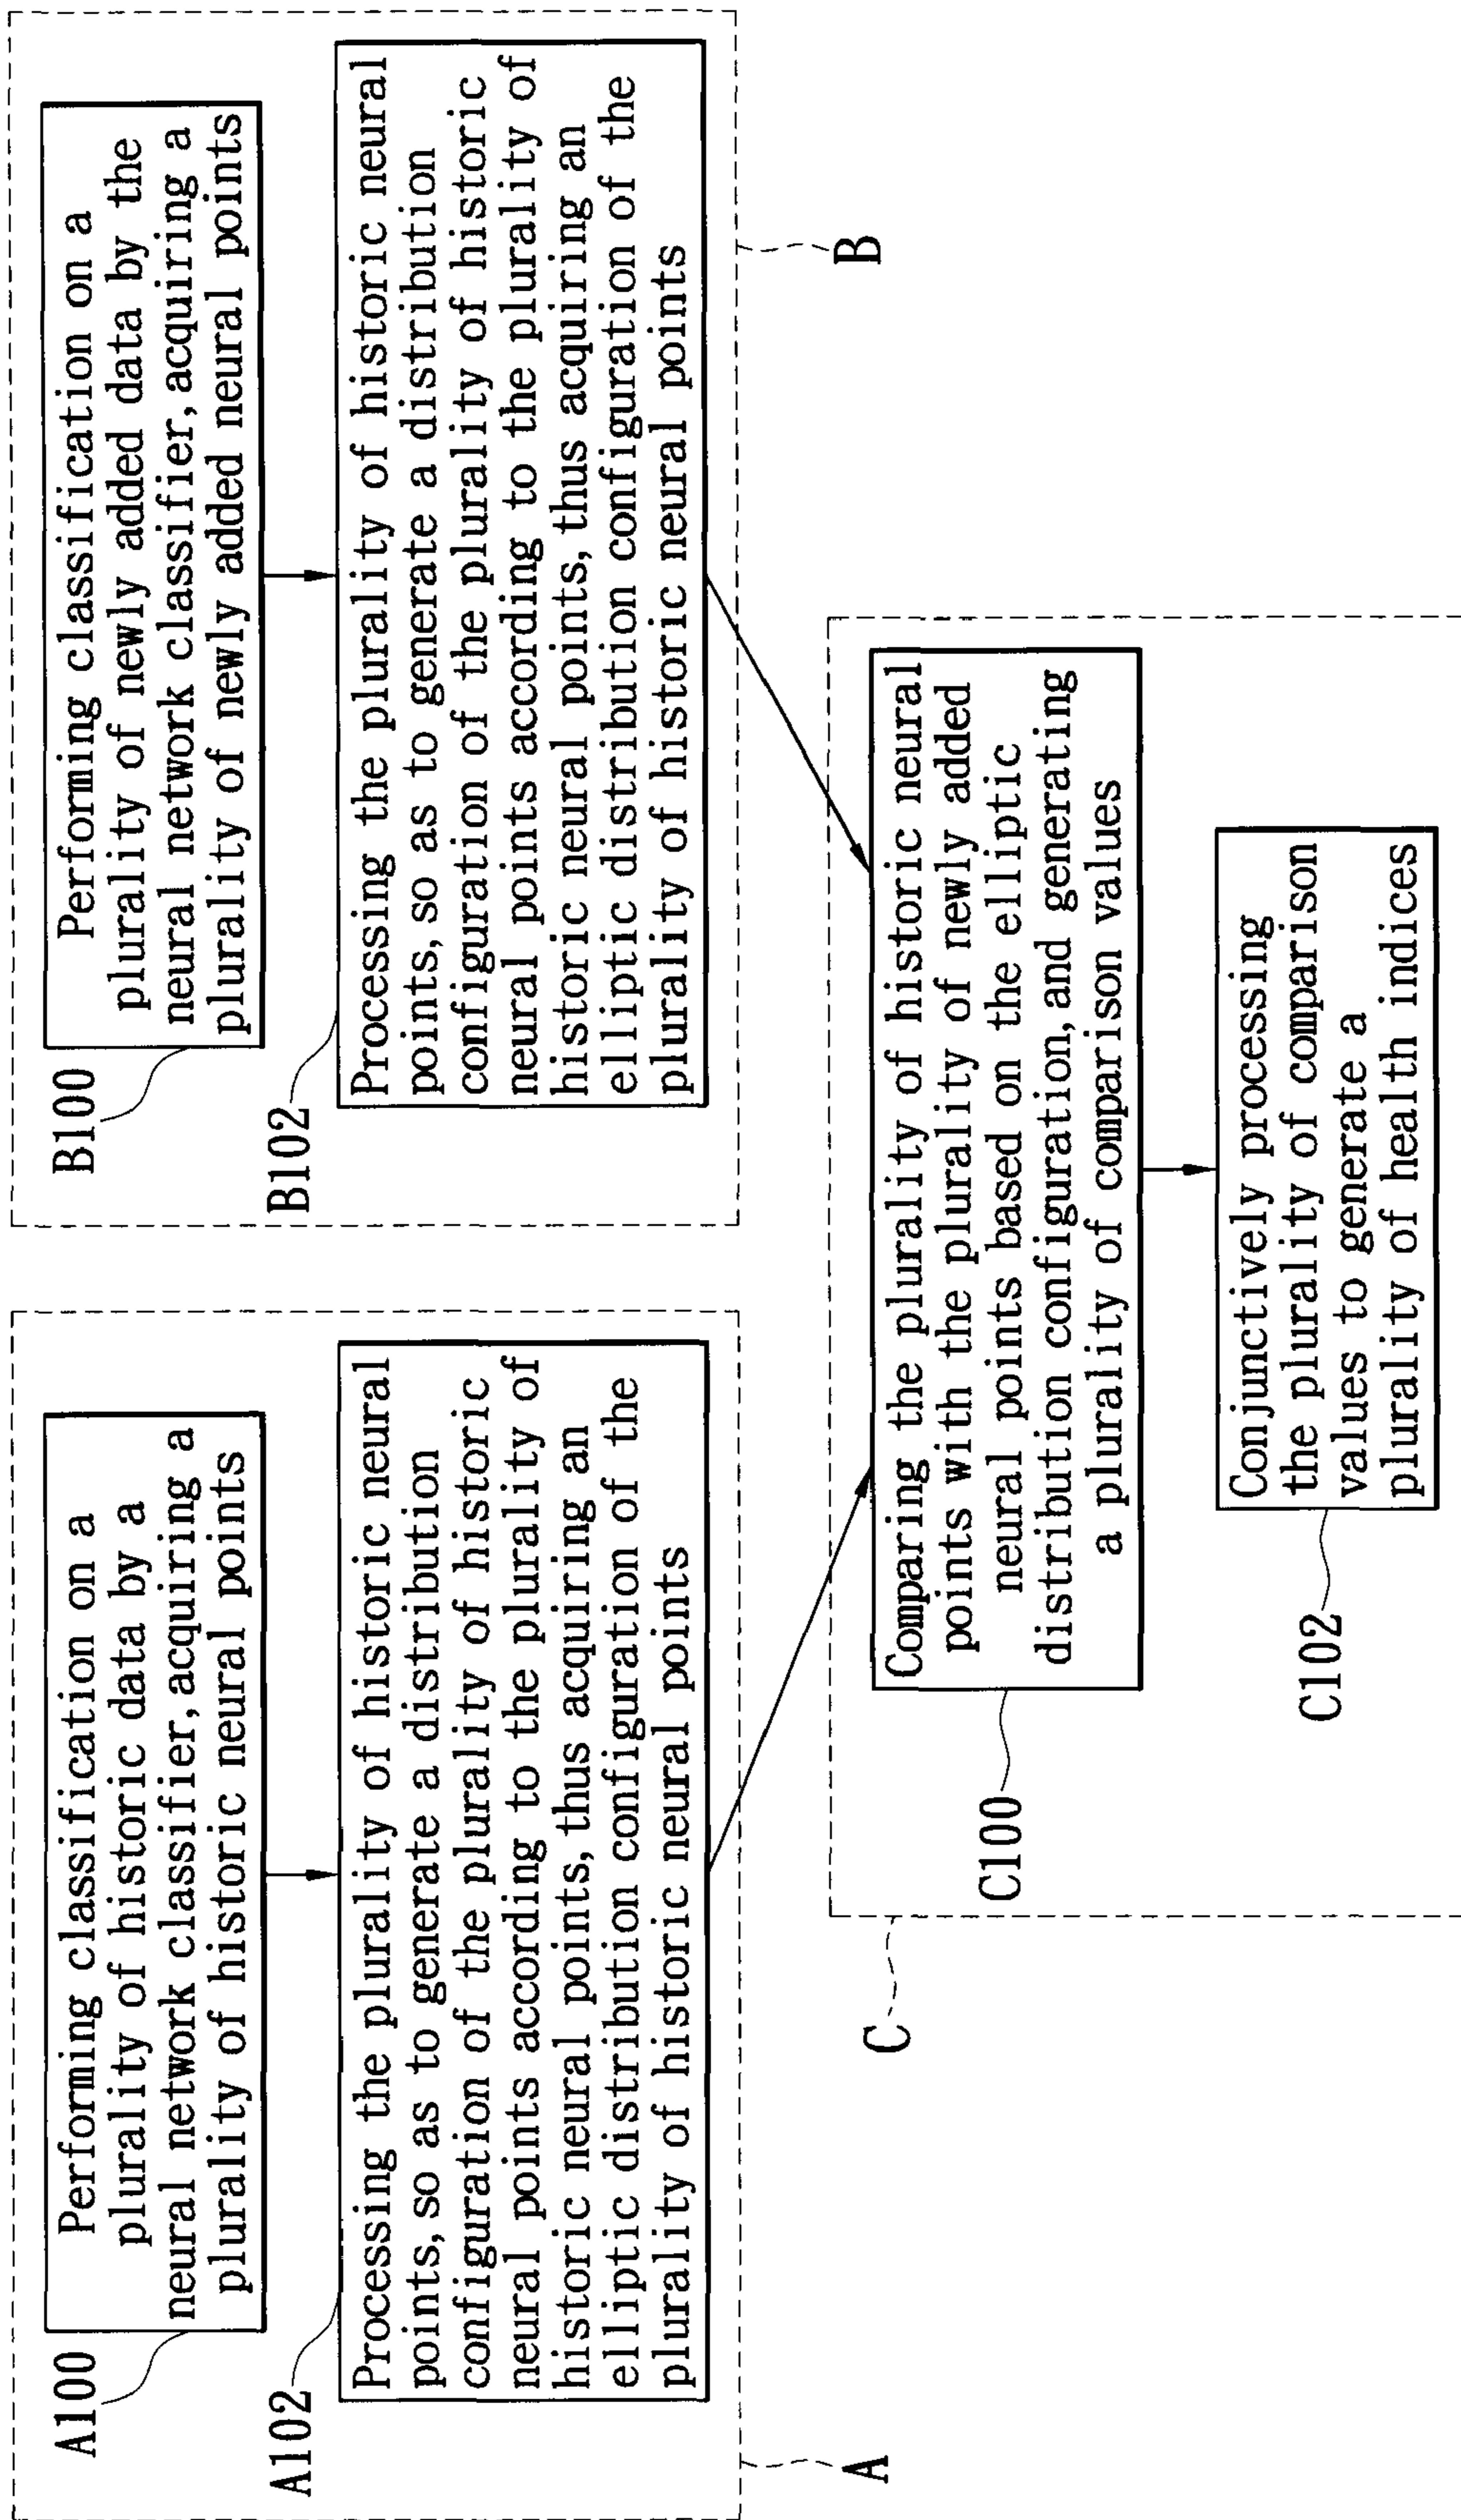 A100
Performing classification on a
plurality of historic data by a
neural network classifier, acquiring a
plurality of historic neural points
A102
Processing the plurality of historic neural
points, so as to generate a distribution
configuration of the plurality of historic
neural points according to the plurality of
historic neural points, thus acquiring an
elliptic distribution configuration of the
plurality of historic neural points
A
B100
Performing classification on a
plurality of newly added data by the
neural network classifier, acquiring a
plurality of newly added neural points
B102
Processing the plurality of historic neural
points, so as to generate a distribution
configuration of the plurality of historic
neural points according to the plurality of
historic neural points, thus acquiring an
elliptic distribution configuration of the
plurality of historic neural points
B
C
C100
Comparing the plurality of historic neural
points with the plurality of newly added
neural points based on the elliptic
distribution configuration, and generating
a plurality of comparison values
C102
Conjunctively processing
the plurality of comparison
values to generate a
plurality of health indices